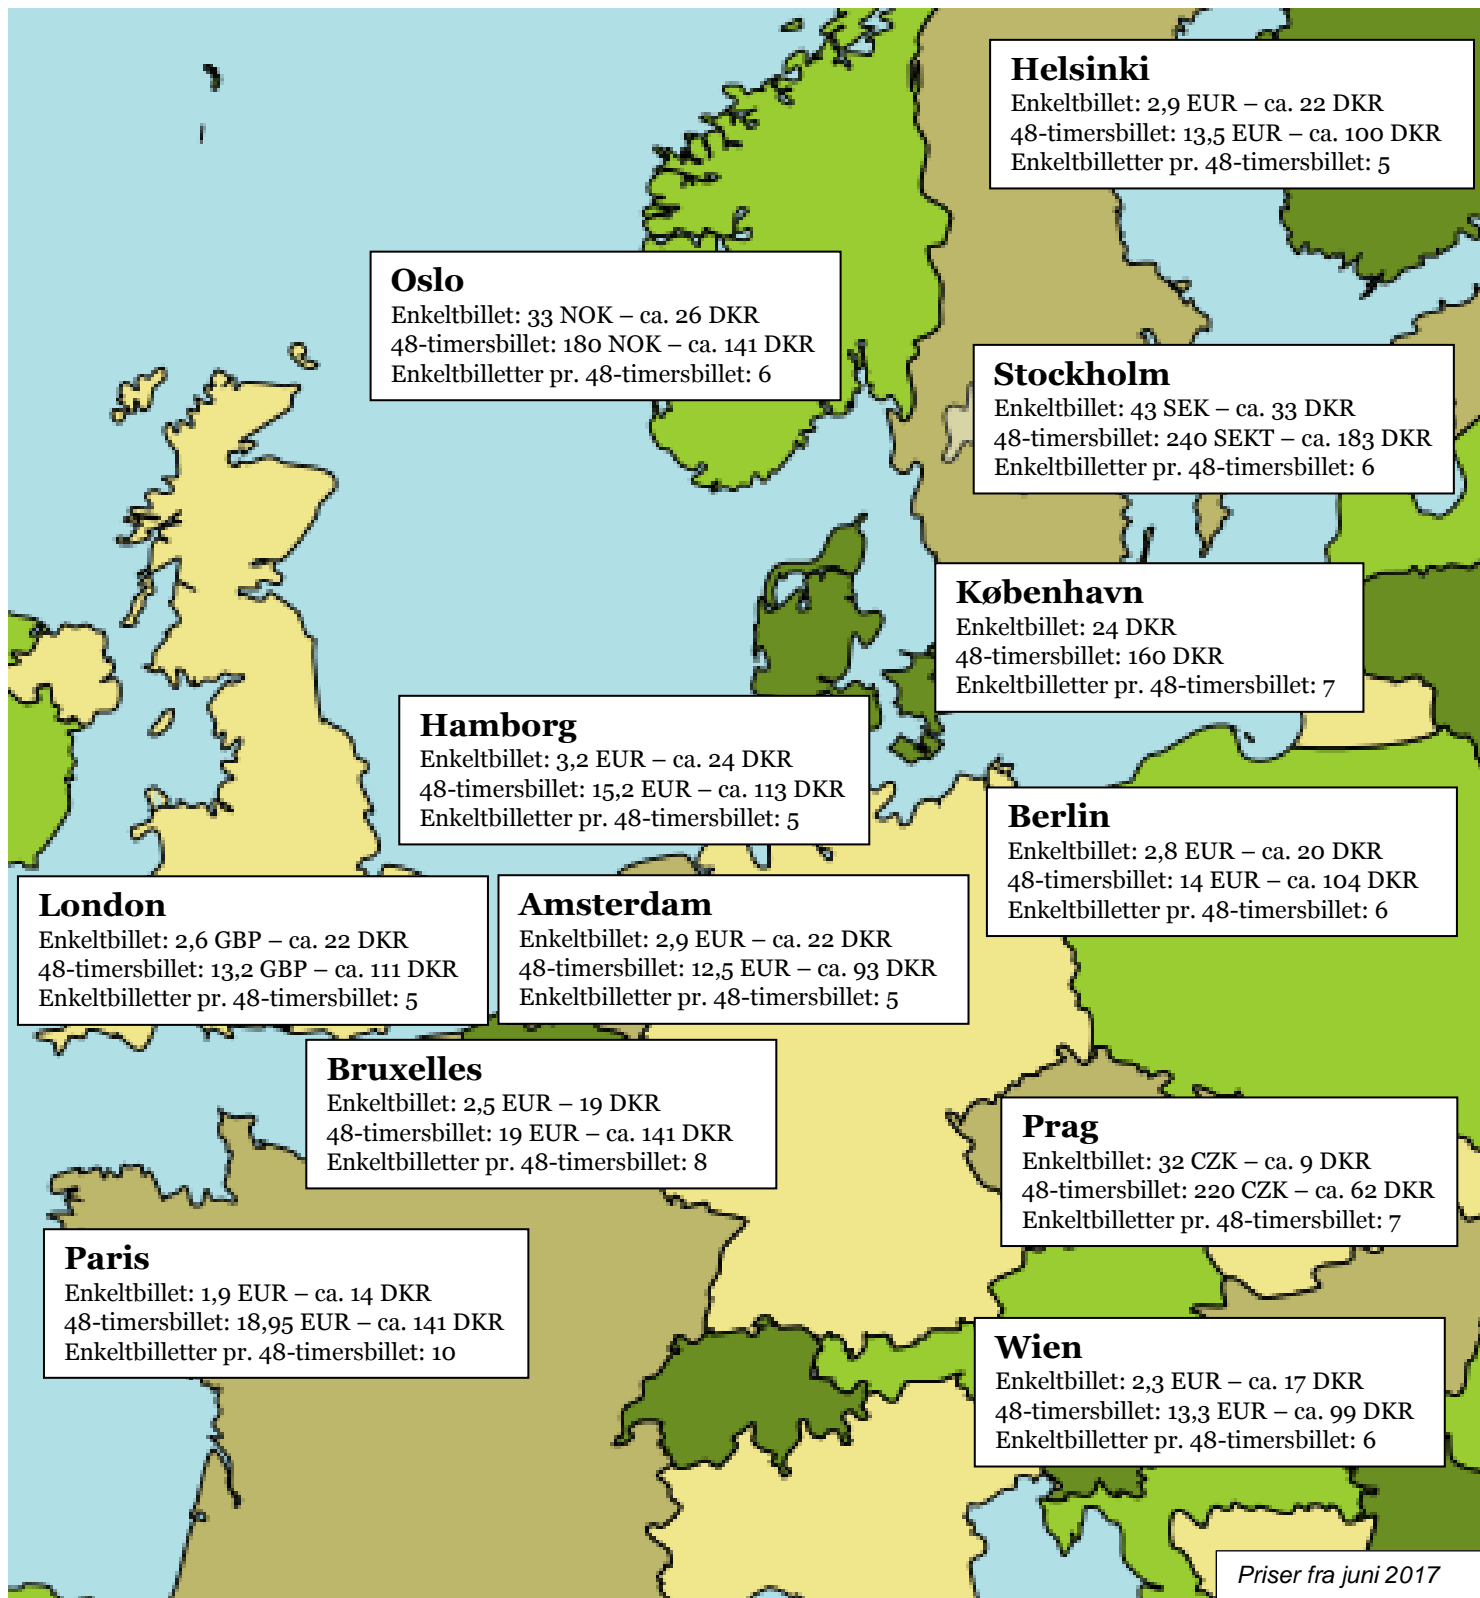 Helsinki
Enkeltbillet: 2,9 EUR – ca. 22 DKR
48-timersbillet: 13,5 EUR – ca. 100 DKR
Enkeltbilletter pr. 48-timersbillet: 5
Oslo
Enkeltbillet: 33 NOK – ca. 26 DKR
48-timersbillet: 180 NOK – ca. 141 DKR
Enkeltbilletter pr. 48-timersbillet: 6
Stockholm
Enkeltbillet: 43 SEK – ca. 33 DKR
48-timersbillet: 240 SEKT – ca. 183 DKR
Enkeltbilletter pr. 48-timersbillet: 6
København
Enkeltbillet: 24 DKR
48-timersbillet: 160 DKR
Enkeltbilletter pr. 48-timersbillet: 7
Hamborg
Enkeltbillet: 3,2 EUR – ca. 24 DKR
48-timersbillet: 15,2 EUR – ca. 113 DKR
Enkeltbilletter pr. 48-timersbillet: 5
Berlin
Enkeltbillet: 2,8 EUR – ca. 20 DKR
48-timersbillet: 14 EUR – ca. 104 DKR
Enkeltbilletter pr. 48-timersbillet: 6
London
Enkeltbillet: 2,6 GBP – ca. 22 DKR
48-timersbillet: 13,2 GBP – ca. 111 DKR
Enkeltbilletter pr. 48-timersbillet: 5
Amsterdam
Enkeltbillet: 2,9 EUR – ca. 22 DKR
48-timersbillet: 12,5 EUR – ca. 93 DKR
Enkeltbilletter pr. 48-timersbillet: 5
Bruxelles
Enkeltbillet: 2,5 EUR – 19 DKR
48-timersbillet: 19 EUR – ca. 141 DKR
Enkeltbilletter pr. 48-timersbillet: 8
Prag
Enkeltbillet: 32 CZK – ca. 9 DKR
48-timersbillet: 220 CZK – ca. 62 DKR
Enkeltbilletter pr. 48-timersbillet: 7
Paris
Enkeltbillet: 1,9 EUR – ca. 14 DKR
48-timersbillet: 18,95 EUR – ca. 141 DKR
Enkeltbilletter pr. 48-timersbillet: 10
Wien
Enkeltbillet: 2,3 EUR – ca. 17 DKR
48-timersbillet: 13,3 EUR – ca. 99 DKR
Enkeltbilletter pr. 48-timersbillet: 6
Priser fra juni 2017